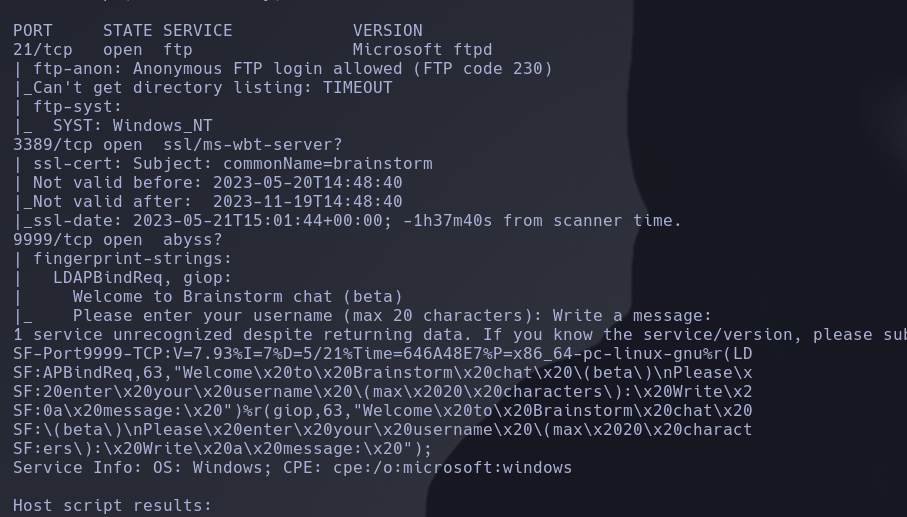 PORT     STATE SERVICE            VERSION
21/tcp   open  ftp                Microsoft ftpd
| ftp-anon: Anonymous FTP login allowed (FTP code 230)
|_Can't get directory listing: TIMEOUT
| ftp-syst:
|_  SYST: Windows_NT
3389/tcp open  ssl/ms-wbt-server?
| ssl-cert: Subject: commonName=brainstorm
| Not valid before: 2023-05-20T14:48:40
|_Not valid after:  2023-11-19T14:48:40
|_ssl-date: 2023-05-21T15:01:44+00:00; -1h37m40s from scanner time.
9999/tcp open  abyss?
| fingerprint-strings:
|   LDAPBindReq, giop:
|     Welcome to Brainstorm chat (beta)
|_    Please enter your username (max 20 characters): Write a message:
1 service unrecognized despite returning data. If you know the service/version, please sub
SF-Port9999-TCP:V=7.93%I=7%D=5/21%Time=646A48E7%P=x86_64-pc-linux-gnu%r(LD
SF:APBindReq,63,"Welcome\x20to\x20Brainstorm\x20chat\x20\(beta\)\nPlease\x
SF:20enter\x20your\x20username\x20\(max\x2020\x20characters\):\x20Write\x2
SF:0a\x20message:\x20")%r(giop,63,"Welcome\x20to\x20Brainstorm\x20chat\x20
SF:\(beta\)\nPlease\x20enter\x20your\x20username\x20\(max\x2020\x20charact
SF:ers\):\x20Write\x20a\x20message:\x20");
Service Info: OS: Windows; CPE: cpe:/o:microsoft:windows
Host script results: